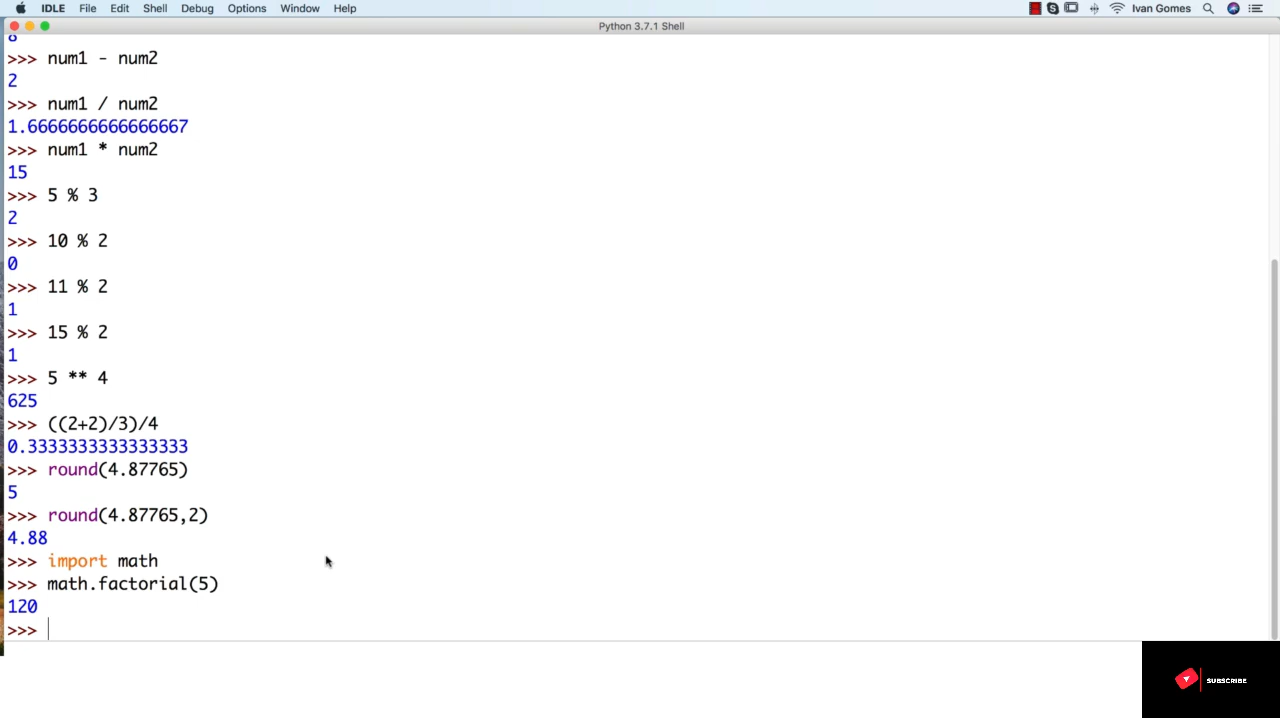 IDLE File Edit Shell Debug Options Window Help Ivan Gomes
Python 3.7.1 Shell
8
>>> num1 - num2
2
>>> num1 / num2
1.6666666666666667
>>> num1 * num2
15
>>> 5 % 3
2
>>> 10 % 2
0
>>> 11 % 2
1
>>> 15 % 2
1
>>> 5 ** 4
625
>>> ((2+2)/3)/4
0.3333333333333333
>>> round(4.87765)
5
>>> round(4.87765,2)
4.88
>>> import math
>>> math.factorial(5)
120
>>>
SUBSCRIBE